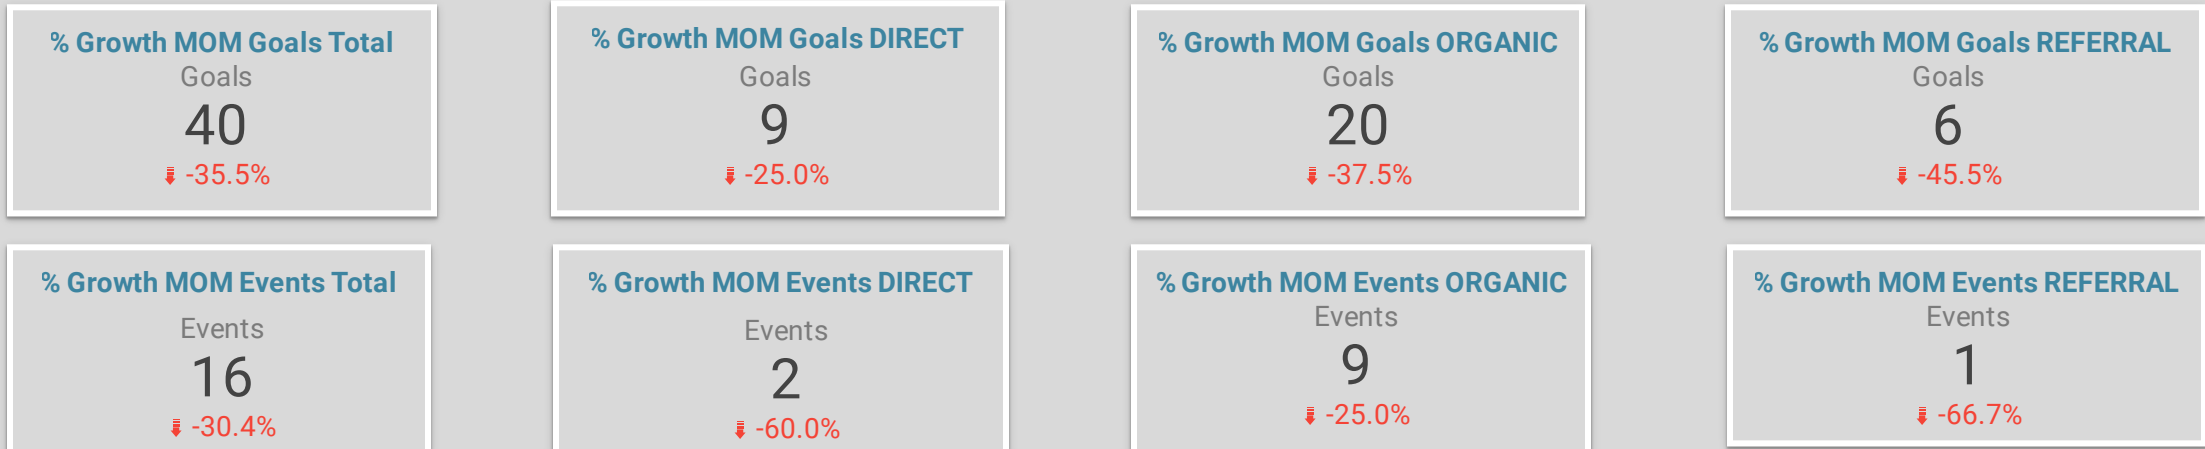 % Growth MOM Goals Total
Goals
40
-35.5%
% Growth MOM Goals DIRECT
Goals
9
-25.0%
% Growth MOM Goals ORGANIC
Goals
20
-37.5%
% Growth MOM Goals REFERRAL
Goals
6
-45.5%
% Growth MOM Events Total
Events
16
-30.4%
% Growth MOM Events DIRECT
Events
2
-60.0%
% Growth MOM Events ORGANIC
Events
9
-25.0%
% Growth MOM Events REFERRAL
Events
1
-66.7%